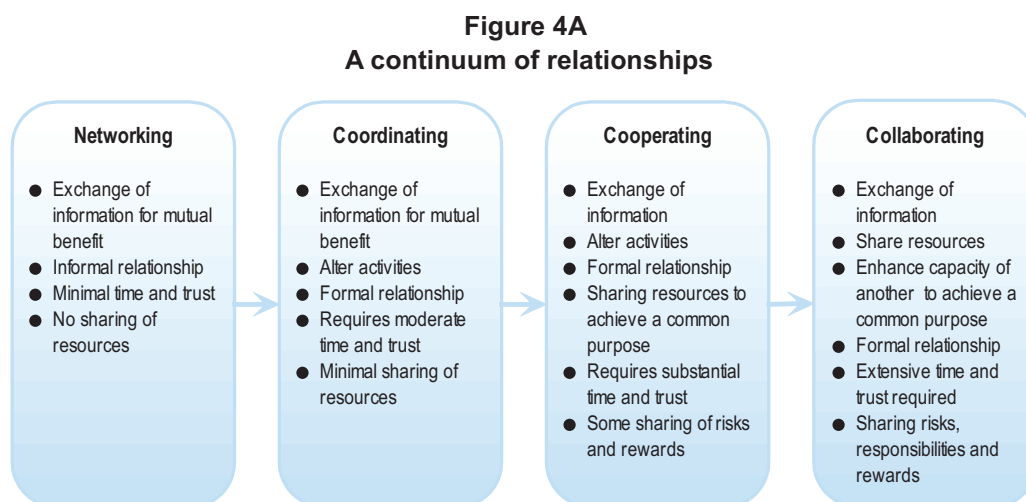 Figure 4A
A continuum of relationships
Networking
● Exchange of
information for mutual
benefit
● Informal relationship
● Minimal time and trust
● No sharing of
resources
Coordinating
● Exchange of
information for mutual
benefit
● Alter activities
● Formal relationship
● Requires moderate
time and trust
● Minimal sharing of
resources
Cooperating
● Exchange of
information
● Alter activities
● Formal relationship
● Sharing resources to
achieve a common
purpose
● Requires substantial
time and trust
● Some sharing of risks
and rewards
Collaborating
● Exchange of
information
● Share resources
● Enhance capacity of
another to achieve a
common purpose
● Formal relationship
● Extensive time and
trust required
● Sharing risks,
responsibilities and
rewards